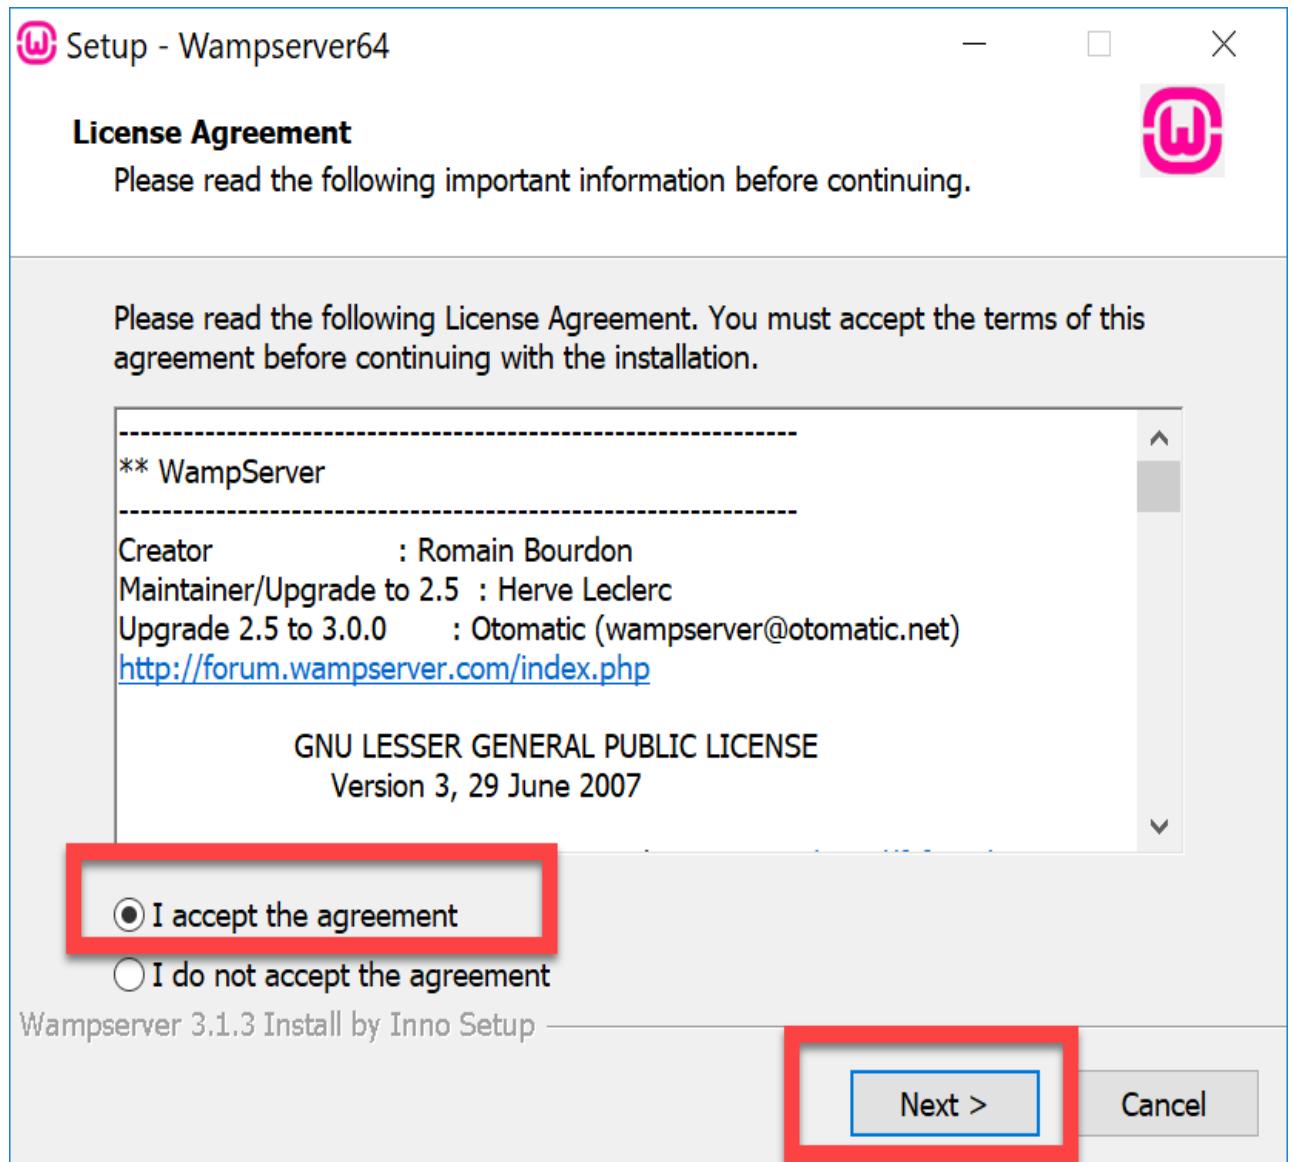 Setup - Wampserver64
License Agreement
Please read the following important information before continuing.
Please read the following License Agreement. You must accept the terms of this
agreement before continuing with the installation.
---------------------------------------------------------------
** WampServer
---------------------------------------------------------------
Creator : Romain Bourdon
Maintainer/Upgrade to 2.5 : Herve Leclerc
Upgrade 2.5 to 3.0.0 : Otomatic (wampserver@otomatic.net)
http://forum.wampserver.com/index.php
GNU LESSER GENERAL PUBLIC LICENSE
Version 3, 29 June 2007
I accept the agreement
I do not accept the agreement
Wampserver 3.1.3 Install by Inno Setup
Next >
Cancel